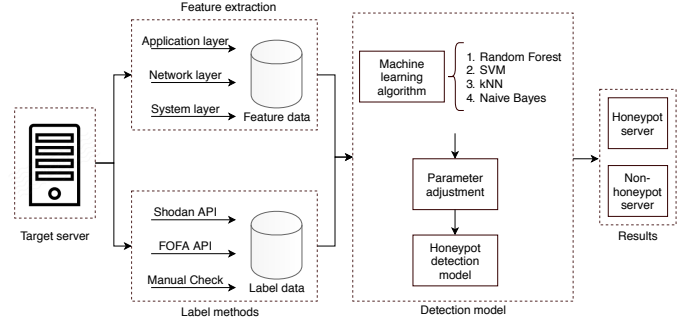 Feature extraction
Application layer
Network layer
System layer
Feature data
Target server
Shodan API
FOFA API
Manual Check
Label data
Label methods
Machine
learning
algorithm
1. Random Forest
2. SVM
3. kNN
4. Naive Bayes
Parameter
adjustment
Honeypot
detection
model
Detection model
Honeypot
server
Non-
honeypot
server
Results